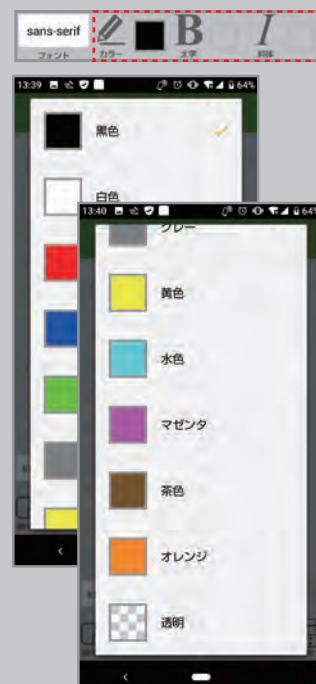 sans-serif
フォント
カラー
B
太字
I
斜体
13:39
64%
黒色
白色
13:40
64%
グレー
黄色
水色
マゼンタ
茶色
オレンジ
透明